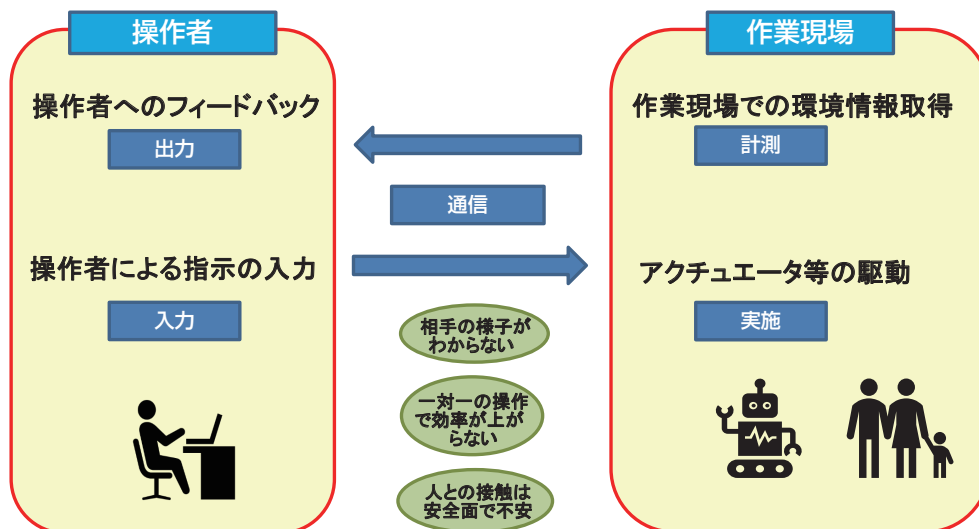 操作者
操作者へのフィードバック
出力
操作者による指示の入力
入力
通信
相手の様子が
わからない
一対一の操作
で効率が上が
らない
人との接触は
安全面で不安
作業現場
作業現場での環境情報取得
計測
アクチュエータ等の駆動
実施